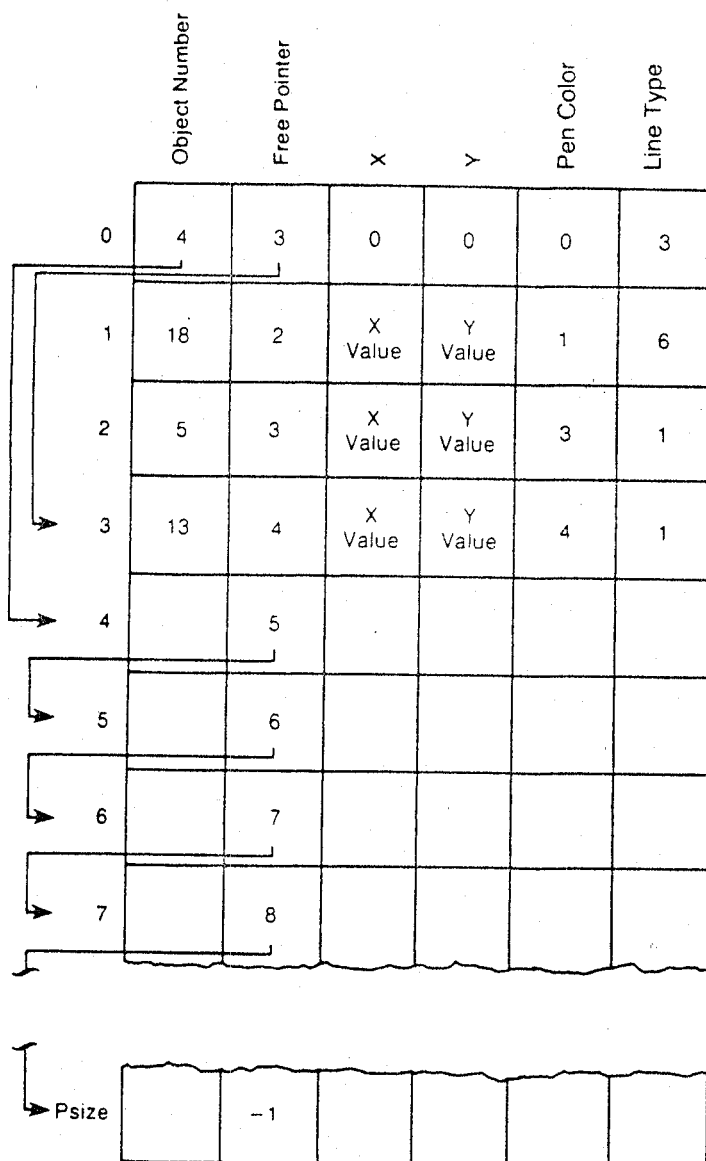 Object Number Free Pointer X Y Pen Color Line Type
0 4 3 0 0 0 3
1 18 2 X Value Y Value 1 6
2 5 3 X Value Y Value 3 1
3 13 4 X Value Y Value 4 1
4 5
5 6
6 7
7 8
Psize −1